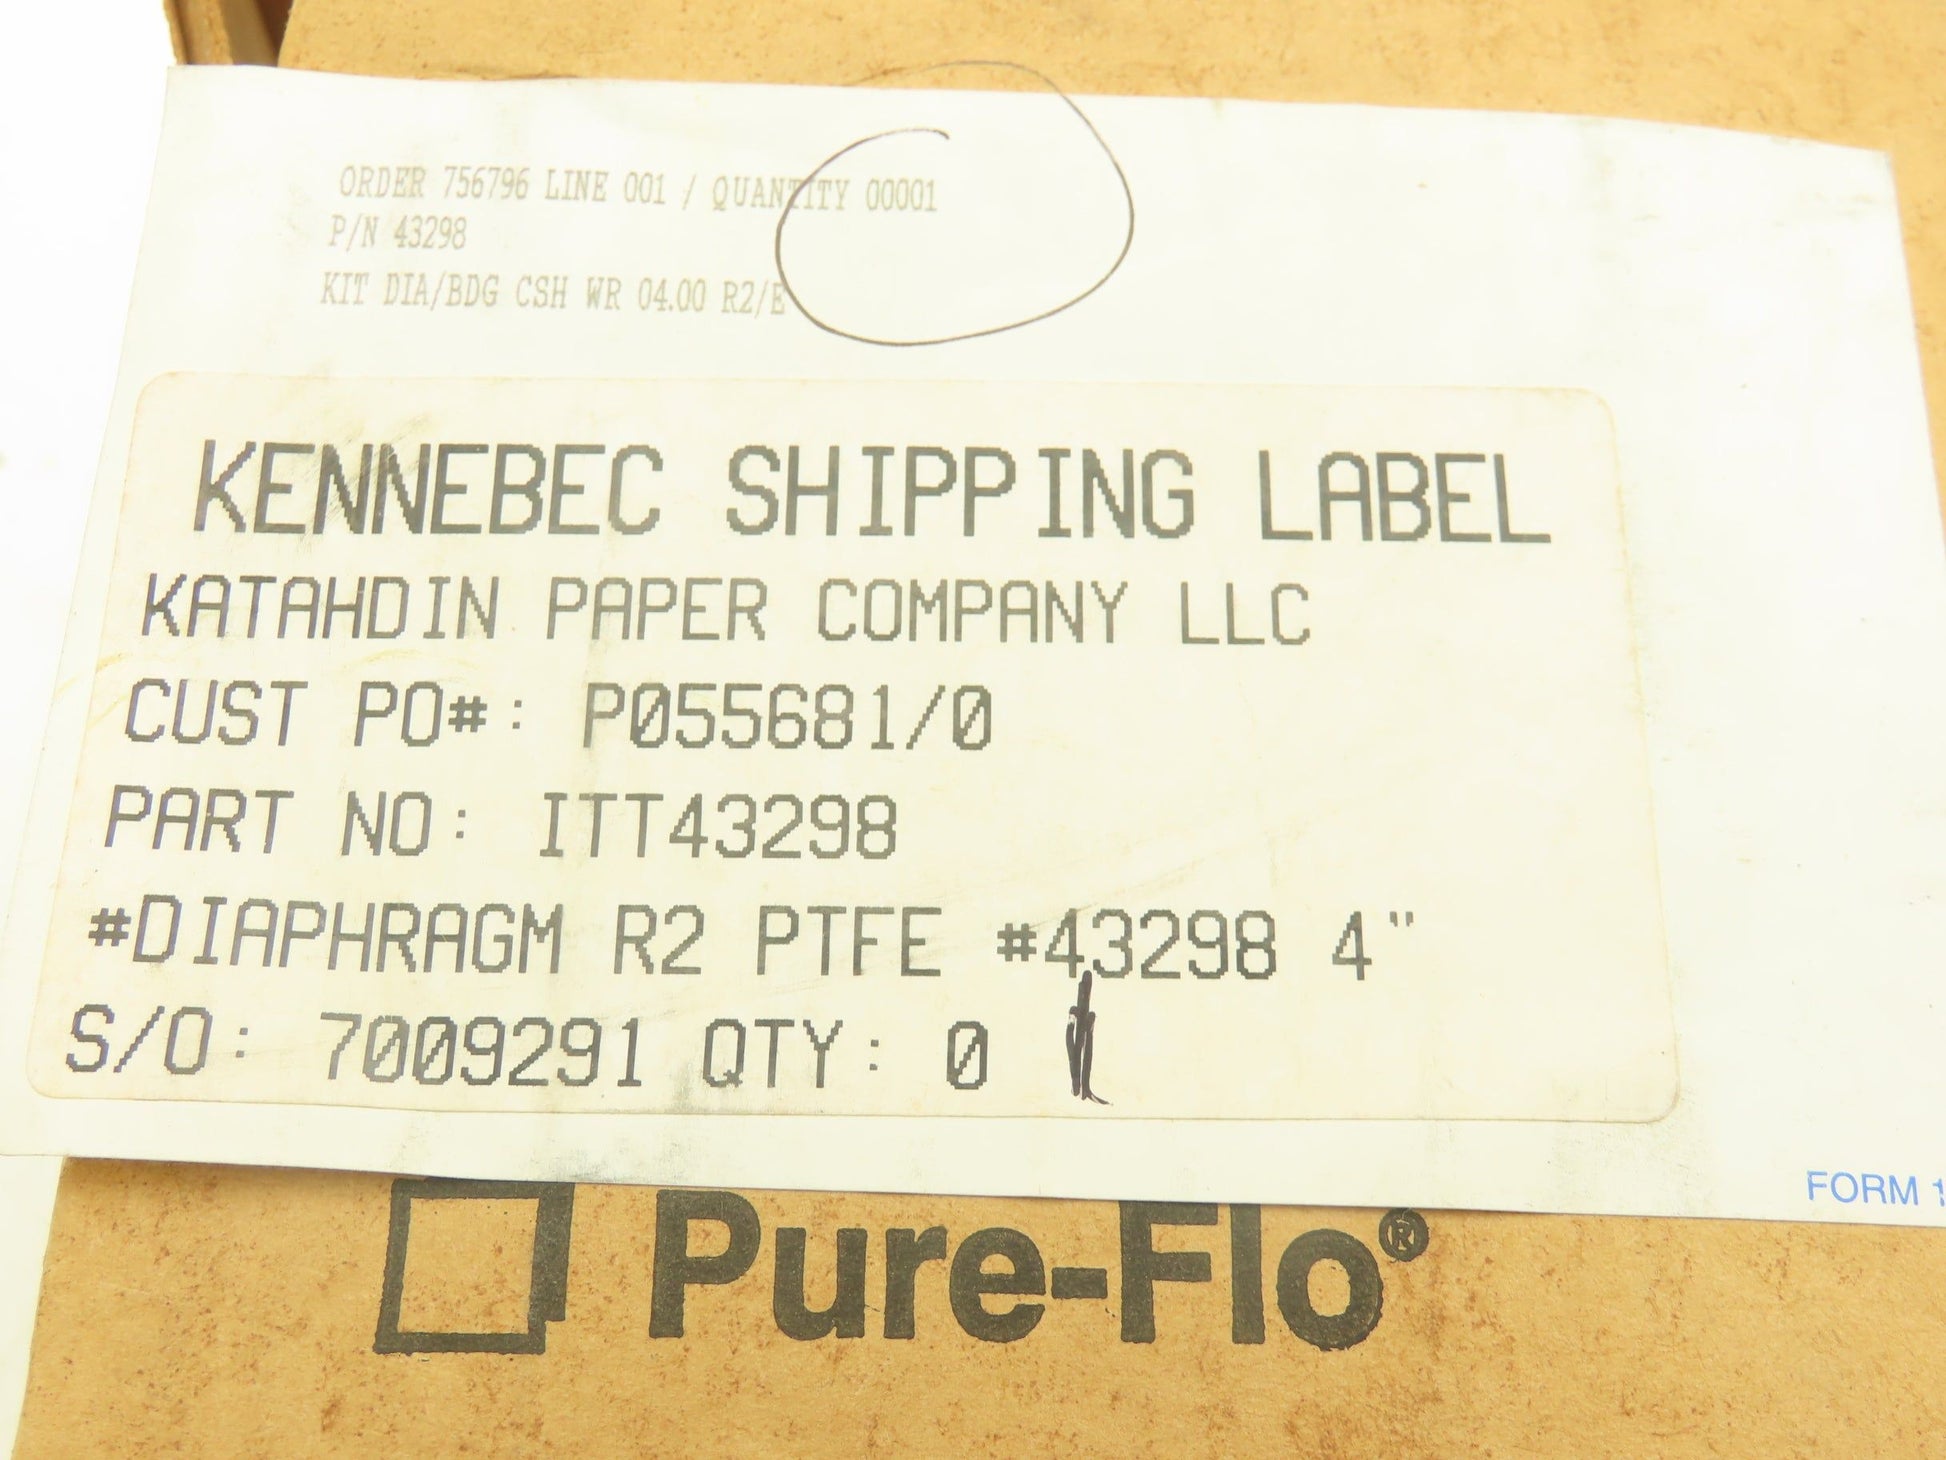 ORDER 756796 LINE 001 / QUANTITY 00001
P/N 43298
KIT DIA/BDG CSH WR 04.00 R2/E
KENNEBEC SHIPPING LABEL
KATAHDIN PAPER COMPANY LLC
CUST PO#: P055681/0
PART NO: ITT43298
#DIAPHRAGM R2 PTFE #43298 4"
S/O: 7009291 QTY: 0
FORM 1
Pure-Flo®